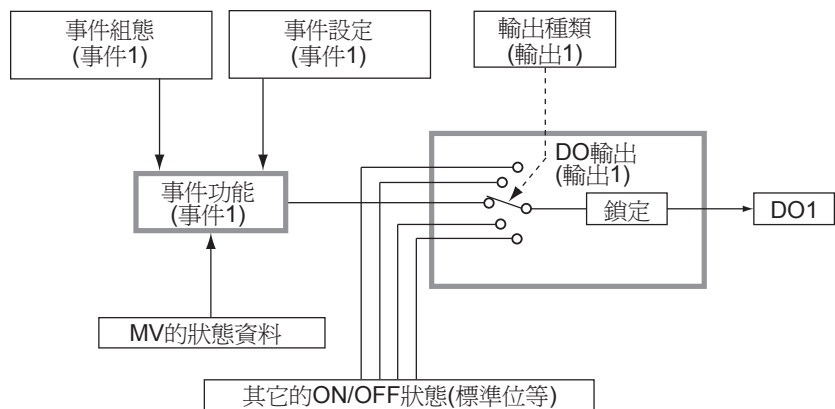 事件組態
(事件1)
事件設定
(事件1)
輸出種類
(輸出1)
DO輸出
(輸出1)
事件功能
(事件1)
鎖定
DO1
MV的狀態資料
其它的ON/OFF狀態(標準位等)